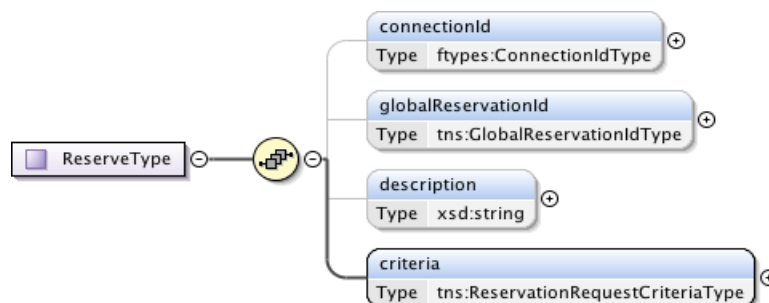 connectionId
Type ftypes:ConnectionIdType
globalReservationId
Type tns:GlobalReservationIdType
ReserveType
description
Type xsd:string
criteria
Type tns:ReservationRequestCriteriaType